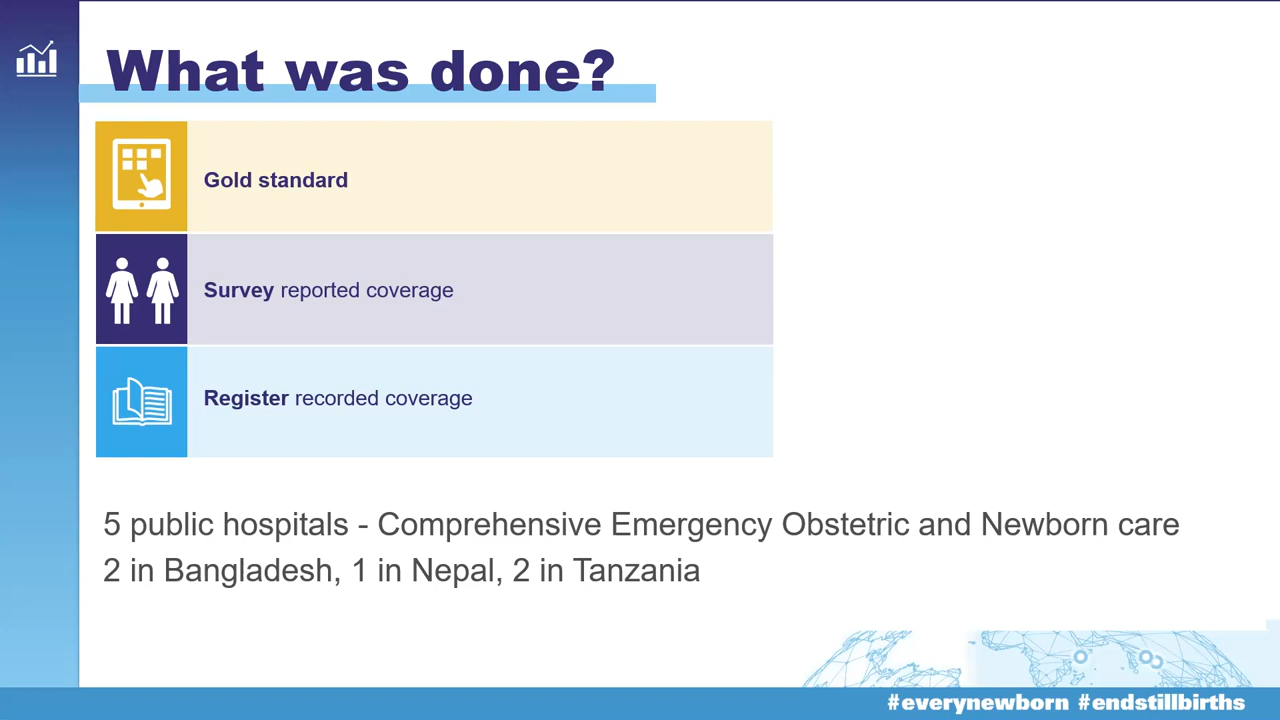 What was done?
Gold standard
Survey reported coverage
Register recorded coverage
5 public hospitals - Comprehensive Emergency Obstetric and Newborn care
2 in Bangladesh, 1 in Nepal, 2 in Tanzania
#everynewborn #endstillbirths